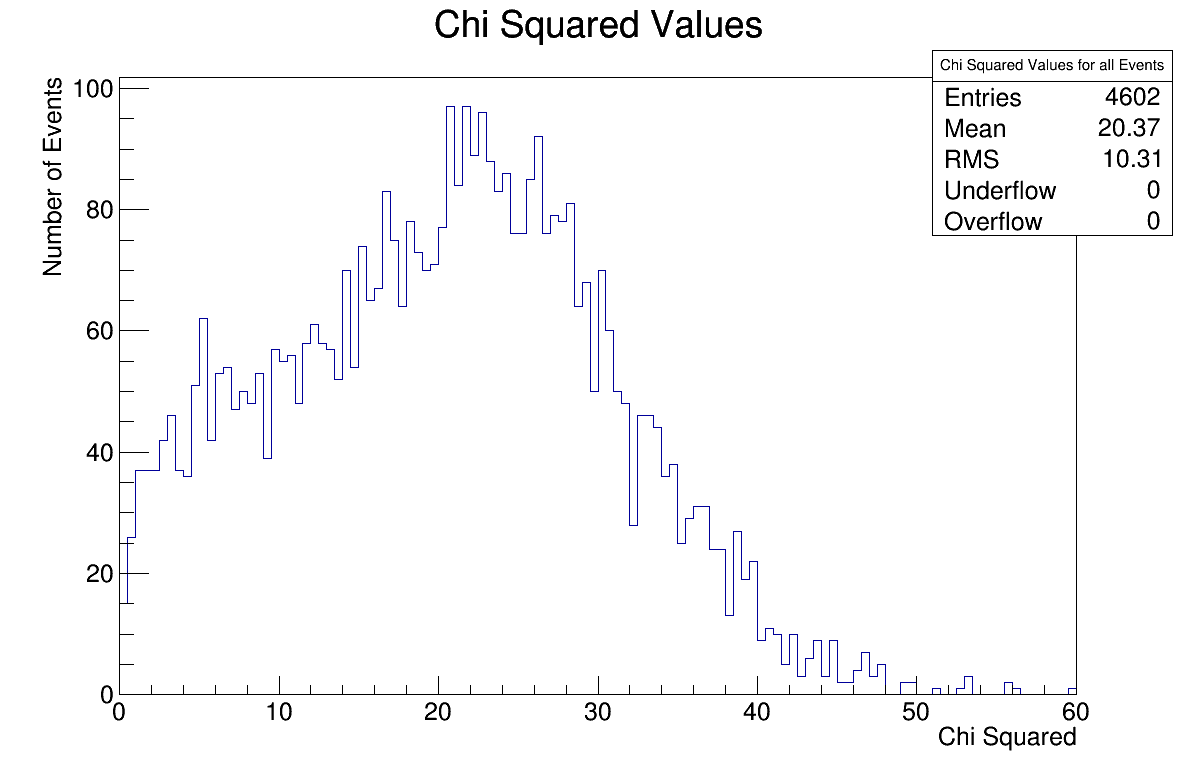 Chi Squared Values
Chi Squared Values for all Events
Entries 4602
Mean 20.37
RMS 10.31
Underflow 0
Overflow 0
Number of Events
100
80
60
40
20
0
0 10 20 30 40 50 60
Chi Squared